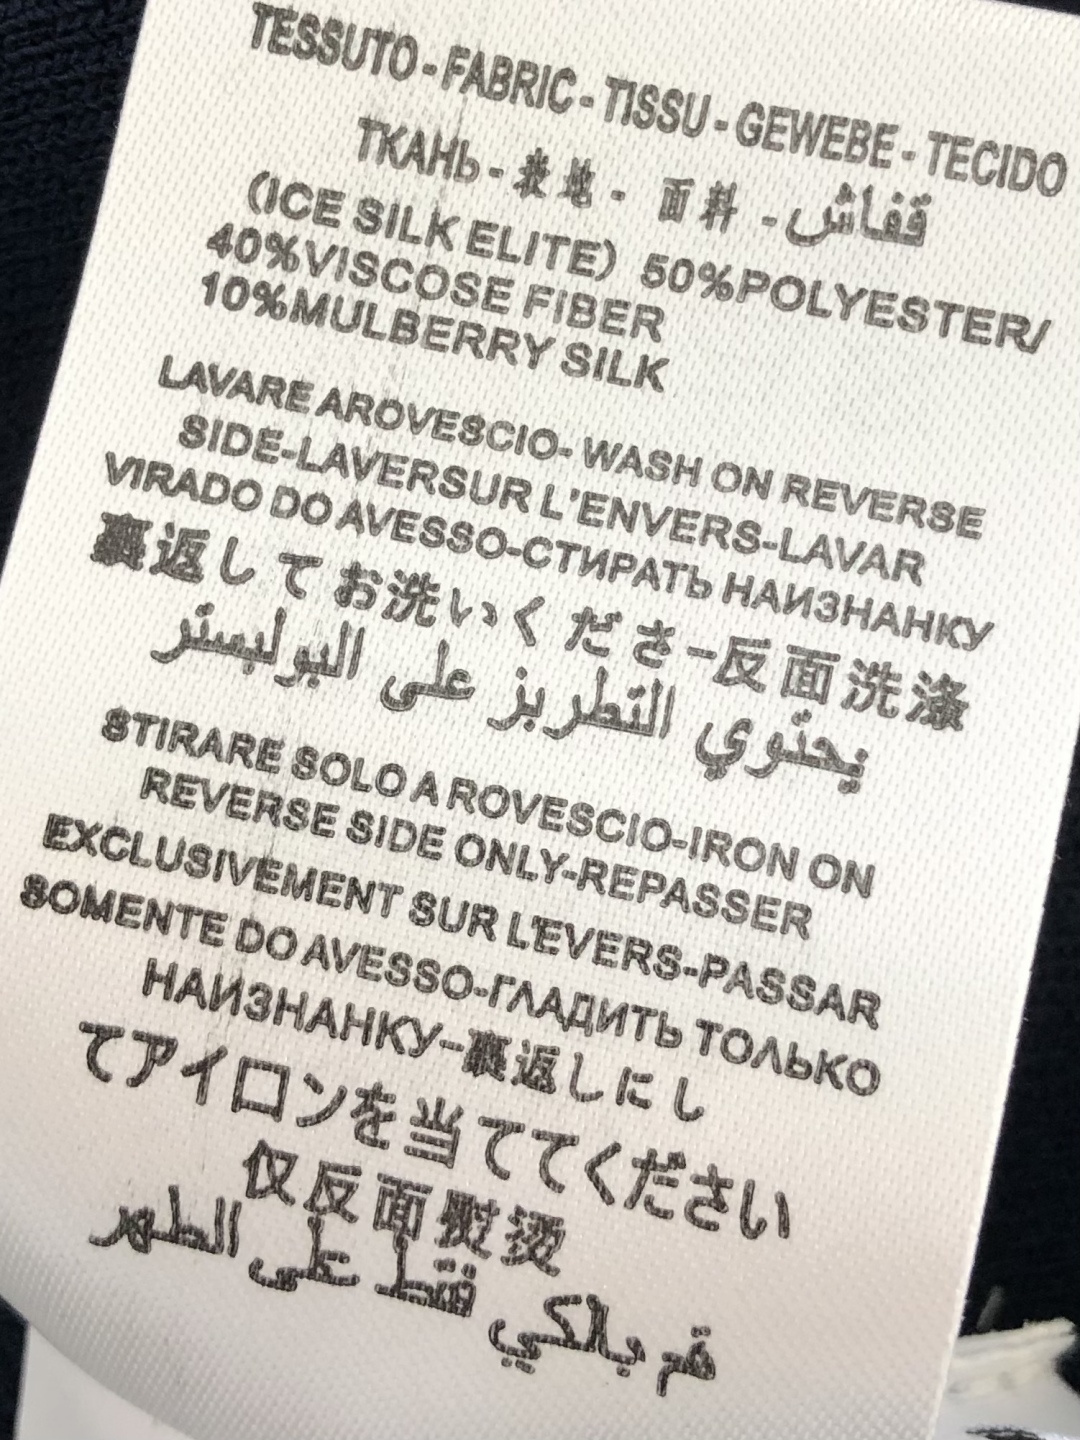 TESSUTO - FABRIC - TISSU - GEWEBE - TECIDO
ТКАНЬ - 表地 - 面料 - قفاش
(ICE SILK ELITE) 50%POLYESTER/
40%VISCOSE FIBER
10%MULBERRY SILK
LAVARE AROVESCIO- WASH ON REVERSE
SIDE-LAVERSUR L'ENVERS-LAVAR
VIRADO DO AVESSO-СТИРАТЬ НАИЗНАНКУ
裏返してお洗いくださ-反面洗滌
يحتوي التطريز على البوليستر
STIRARE SOLO A ROVESCIO-IRON ON
REVERSE SIDE ONLY-REPASSER
EXCLUSIVEMENT SUR L'EVERS-PASSAR
SOMENTE DO AVESSO-ГЛАДИТЬ ТОЛЬКО
НАИЗНАНКУ-裏返しにし
てアイロンを当ててください
仅反面熨烫
قم بالكي فقط على الظهر